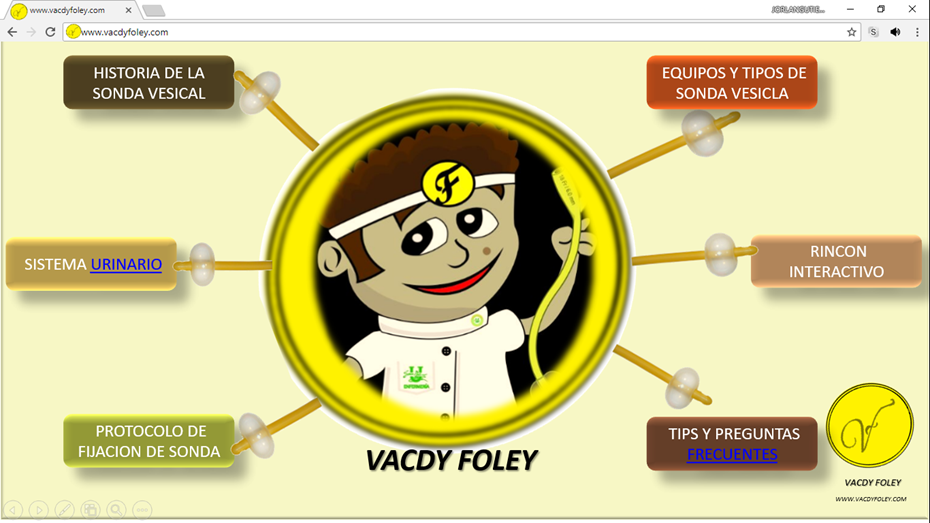 www.vacdyfoley.com
www.vacdyfoley.com
HISTORIA DE LA
SONDA VESICAL
EQUIPOS Y TIPOS DE
SONDA VESICLA
F
SISTEMA URINARIO
RINCON
INTERACTIVO
ENFERMERÍA
PROTOCOLO DE
FIJACION DE SONDA
TIPS Y PREGUNTAS
FRECUENTES
VACDY FOLEY
V
VACDY FOLEY
WWW.VACDYFOLEY.COM